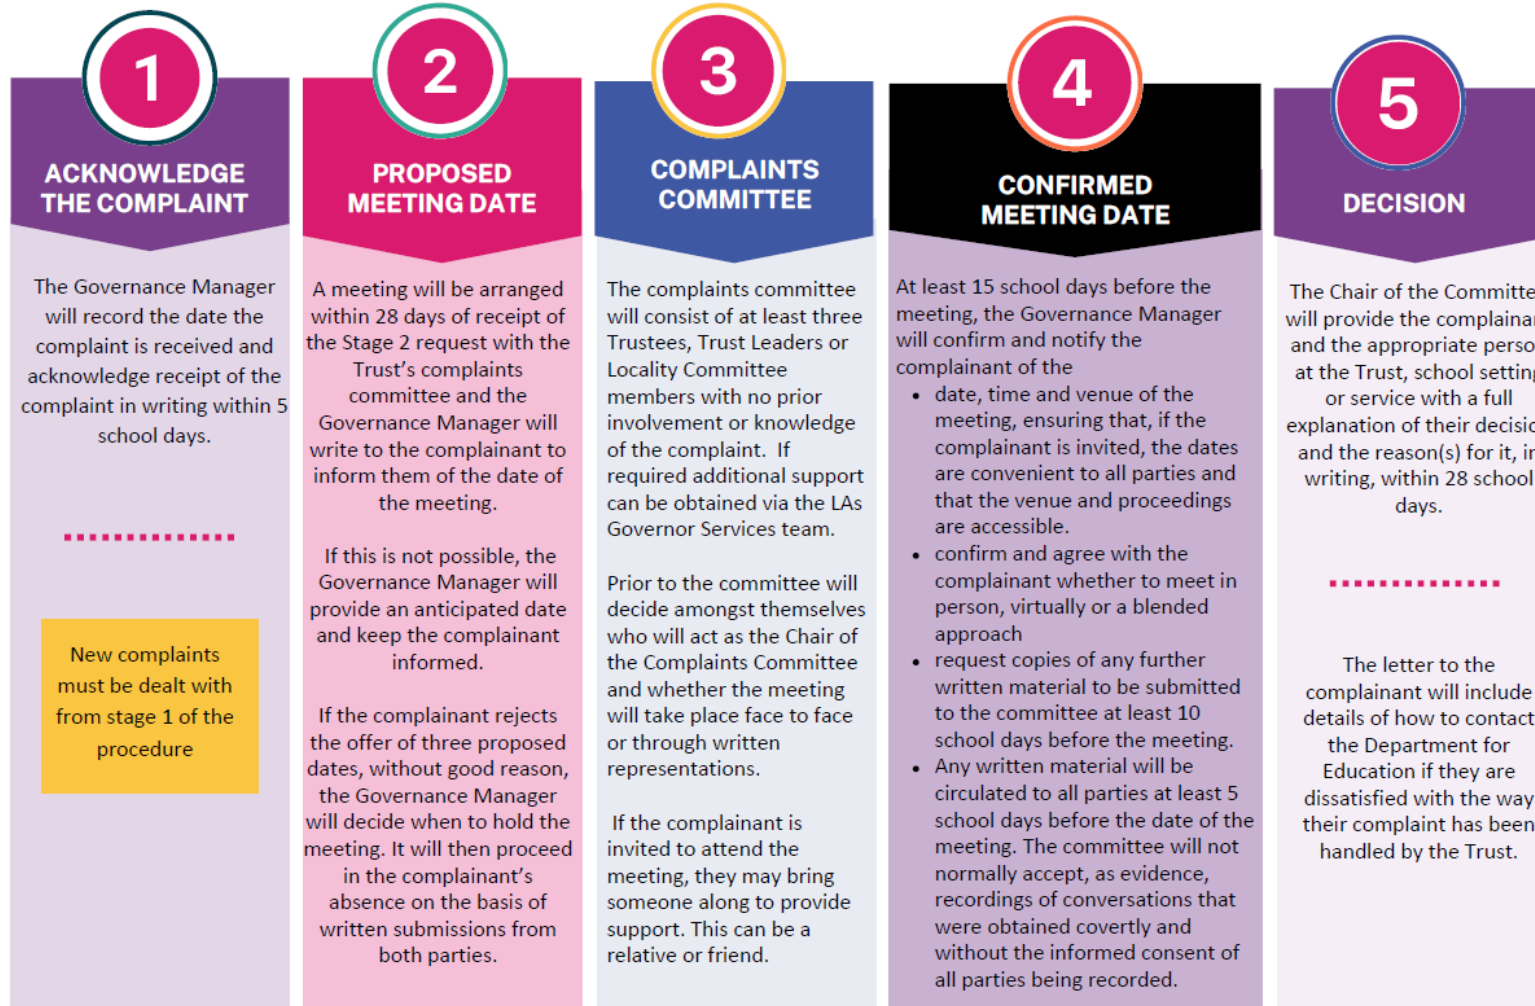 1
ACKNOWLEDGE
THE COMPLAINT
The Governance Manager
will record the date the
complaint is received and
acknowledge receipt of the
complaint in writing within 5
school days.
New complaints
must be dealt with
from stage 1 of the
procedure
2
PROPOSED
MEETING DATE
A meeting will be arranged
within 28 days of receipt of
the Stage 2 request with the
Trust's complaints
committee and the
Governance Manager will
write to the complainant to
inform them of the date of
the meeting.
If this is not possible, the
Governance Manager will
provide an anticipated date
and keep the complainant
informed.
If the complainant rejects
the offer of three proposed
dates, without good reason,
the Governance Manager
will decide when to hold the
meeting. It will then proceed
in the complainant's
absence on the basis of
written submissions from
both parties.
3
COMPLAINTS
COMMITTEE
The complaints committee
will consist of at least three
Trustees, Trust Leaders or
Locality Committee
members with no prior
involvement or knowledge
of the complaint.  If
required additional support
can be obtained via the LAs
Governor Services team.
Prior to the committee will
decide amongst themselves
who will act as the Chair of
the Complaints Committee
and whether the meeting
will take place face to face
or through written
representations.
If the complainant is
invited to attend the
meeting, they may bring
someone along to provide
support. This can be a
relative or friend.
4
CONFIRMED
MEETING DATE
At least 15 school days before the
meeting, the Governance Manager
will confirm and notify the
complainant of the
• date, time and venue of the
meeting, ensuring that, if the
complainant is invited, the dates
are convenient to all parties and
that the venue and proceedings
are accessible.
• confirm and agree with the
complainant whether to meet in
person, virtually or a blended
approach
• request copies of any further
written material to be submitted
to the committee at least 10
school days before the meeting.
• Any written material will be
circulated to all parties at least 5
school days before the date of the
meeting. The committee will not
normally accept, as evidence,
recordings of conversations that
were obtained covertly and
without the informed consent of
all parties being recorded.
5
DECISION
The Chair of the Committe
will provide the complainan
and the appropriate perso
at the Trust, school setting
or service with a full
explanation of their decisio
and the reason(s) for it, in
writing, within 28 school
days.
The letter to the
complainant will include
details of how to contact
the Department for
Education if they are
dissatisfied with the way
their complaint has been
handled by the Trust.